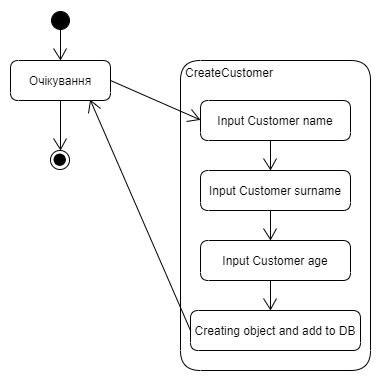 Очікування
CreateCustomer
Input Customer name
Input Customer surname
Input Customer age
Creating object and add to DB